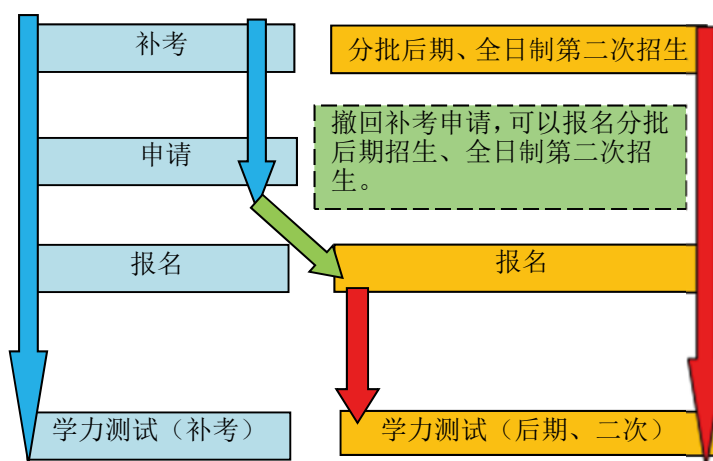 补考
分批后期、全日制第二次招生
撤回补考申请，可以报名分批
后期招生、全日制第二次招
生。
申请
报名
报名
学力测试（补考）
学力测试（后期、二次）